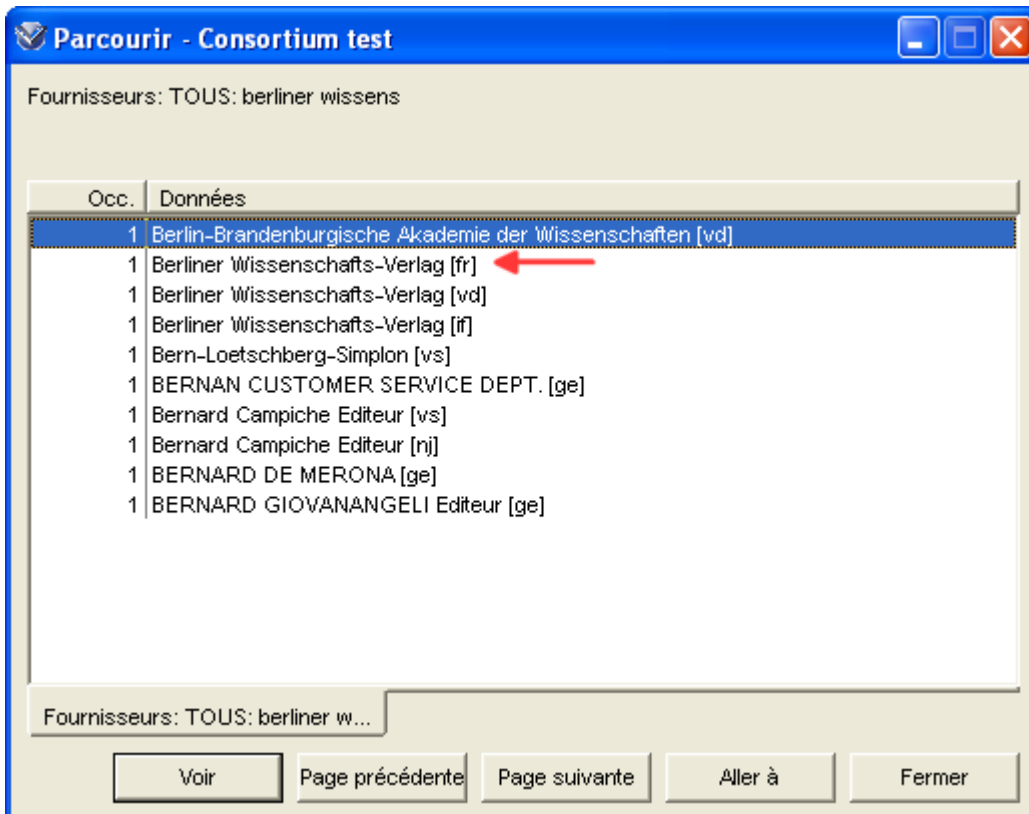 Parcourir - Consortium test
Fournisseurs: TOUS: berliner wissens
Occ. Données
1 Berlin-Brandenburgische Akademie der Wissenschaften [vd]
1 Berliner Wissenschafts-Verlag [fr]
1 Berliner Wissenschafts-Verlag [vd]
1 Berliner Wissenschafts-Verlag [if]
1 Bern-Loetschberg-Simplon [vs]
1 BERNAN CUSTOMER SERVICE DEPT. [ge]
1 Bernard Campiche Editeur [vs]
1 Bernard Campiche Editeur [nj]
1 BERNARD DE MERONA [ge]
1 BERNARD GIOVANANGELI Editeur [ge]
Fournisseurs: TOUS: berliner w...
Voir Page précédente Page suivante Aller à Fermer